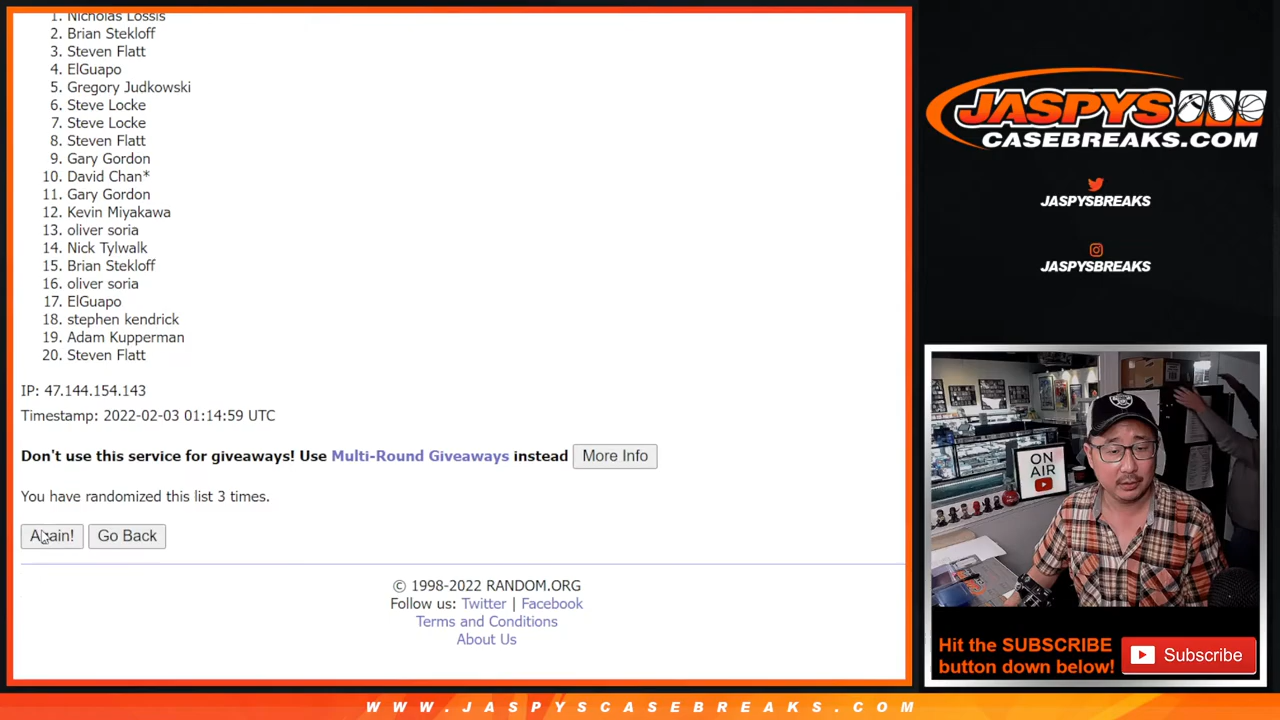 1. Nicholas Lossis
2. Brian Stekloff
3. Steven Flatt
4. ElGuapo
5. Gregory Judkowski
6. Steve Locke
7. Steve Locke
8. Steven Flatt
9. Gary Gordon
10. David Chan*
11. Gary Gordon
12. Kevin Miyakawa
13. oliver soria
14. Nick Tylwalk
15. Brian Stekloff
16. oliver soria
17. ElGuapo
18. stephen kendrick
19. Adam Kupperman
20. Steven Flatt
IP: 47.144.154.143
Timestamp: 2022-02-03 01:14:59 UTC
Don't use this service for giveaways! Use Multi-Round Giveaways instead More Info
You have randomized this list 3 times.
Again! Go Back
© 1998-2022 RANDOM.ORG
Follow us: Twitter | Facebook
Terms and Conditions
About Us
JASPYS
CASEBREAKS.COM
JASPYSBREAKS
JASPYSBREAKS
ON
AIR
Hit the SUBSCRIBE
button down below!
Subscribe
WWW.JASPYSCASEBREAKS.COM